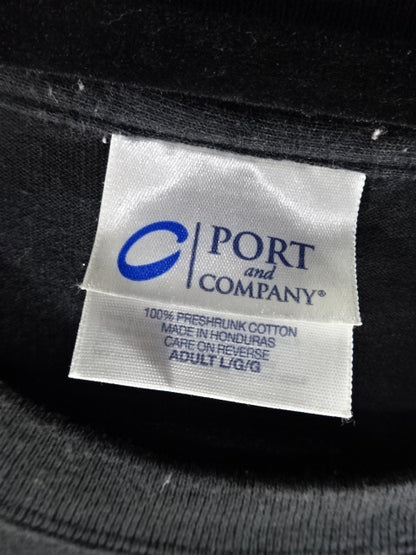 PORT
and
COMPANY®
100% PRESHRUNK COTTON
MADE IN HONDURAS
CARE ON REVERSE
ADULT L/G/G